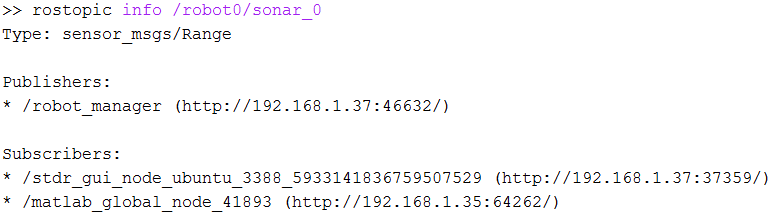 >> rostopic info /robot0/sonar_0
Type: sensor_msgs/Range
Publishers:
* /robot_manager (http://192.168.1.37:46632/)
Subscribers:
* /stdr_gui_node_ubuntu_3388_5933141836759507529 (http://192.168.1.37:37359/)
* /matlab_global_node_41893 (http://192.168.1.35:64262/)